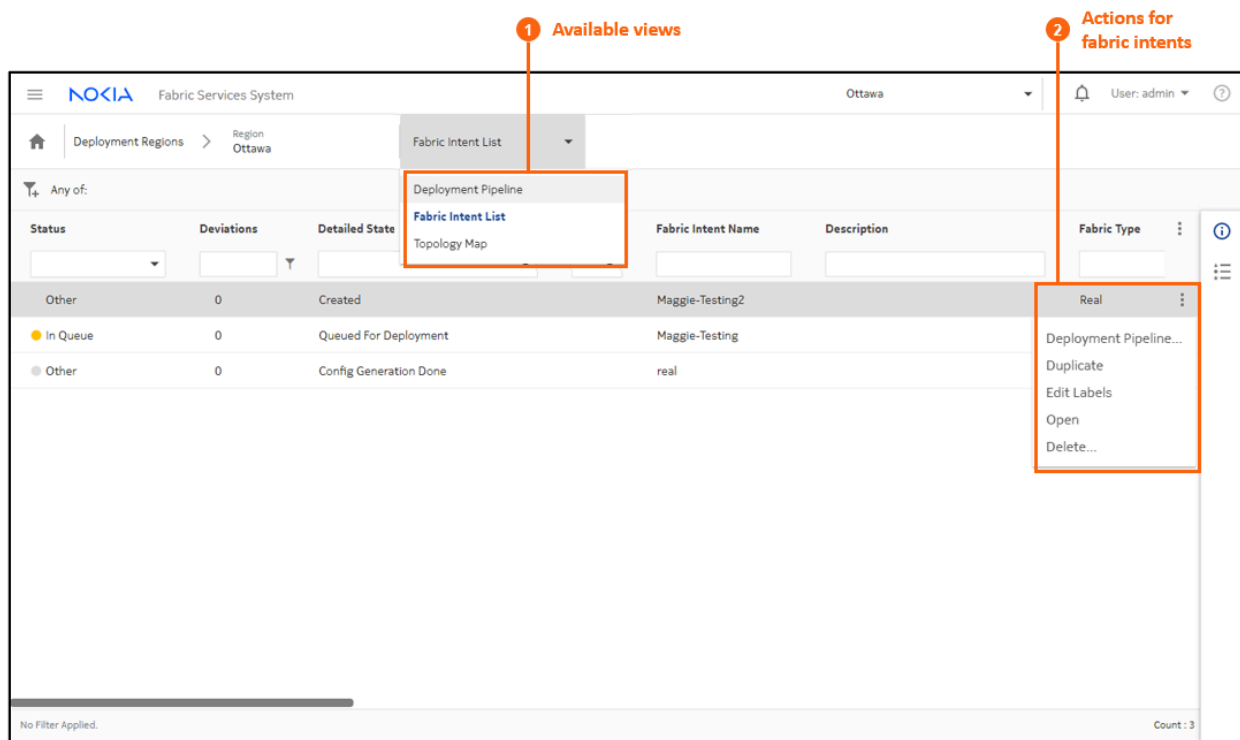 1 Available views
2 Actions for
fabric intents
NOKIA Fabric Services System Ottawa User: admin ?
Deployment Regions Region
Ottawa
Fabric Intent List
Any of:
Deployment Pipeline
Fabric Intent List
Topology Map
Status Deviations Detailed State Fabric Intent Name Description Fabric Type
Other 0 Created Maggie-Testing2 Real
In Queue 0 Queued For Deployment Maggie-Testing
Other 0 Config Generation Done real
Deployment Pipeline...
Duplicate
Edit Labels
Open
Delete...
No Filter Applied. Count : 3